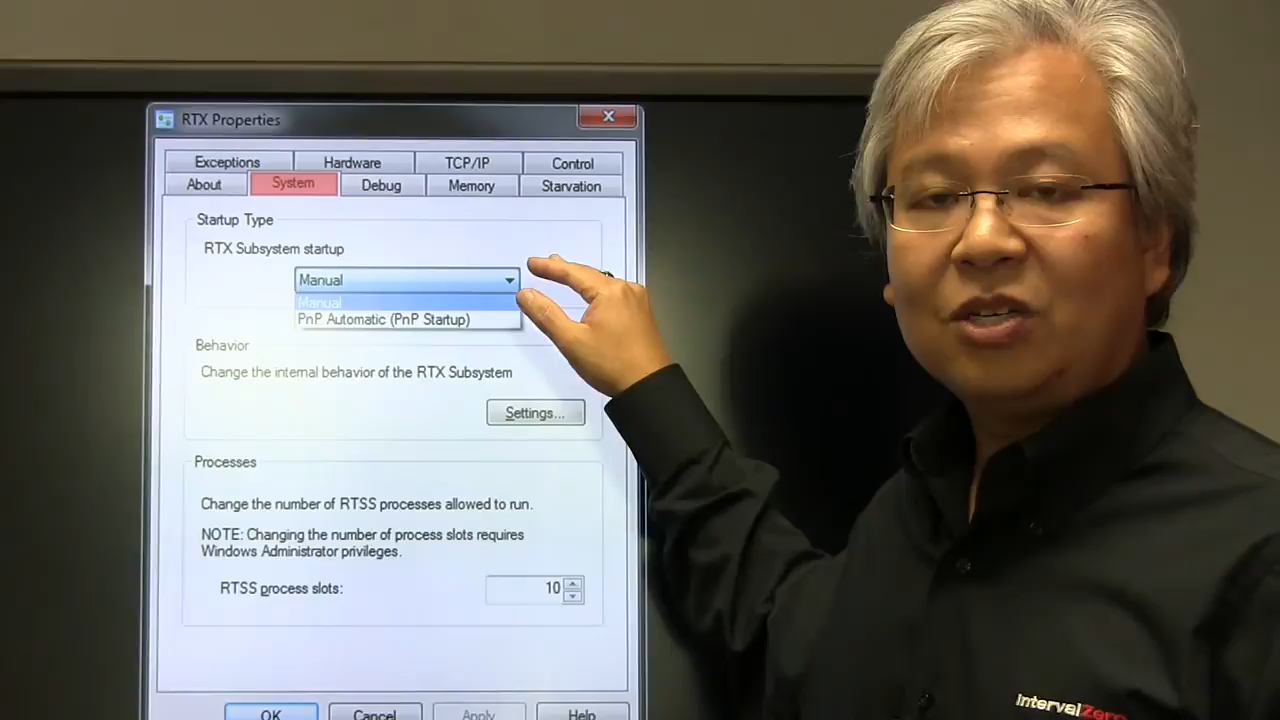 RTX Properties
Exceptions Hardware TCP/IP Control
About System Debug Memory Starvation
Startup Type
RTX Subsystem startup
Manual
Manual
PnP Automatic (PnP Startup)
Behavior
Change the internal behavior of the RTX Subsystem
Settings...
Processes
Change the number of RTSS processes allowed to run.
NOTE: Changing the number of process slots requires
Windows Administrator privileges.
RTSS process slots: 10
OK Cancel Apply Help
IntervalZero